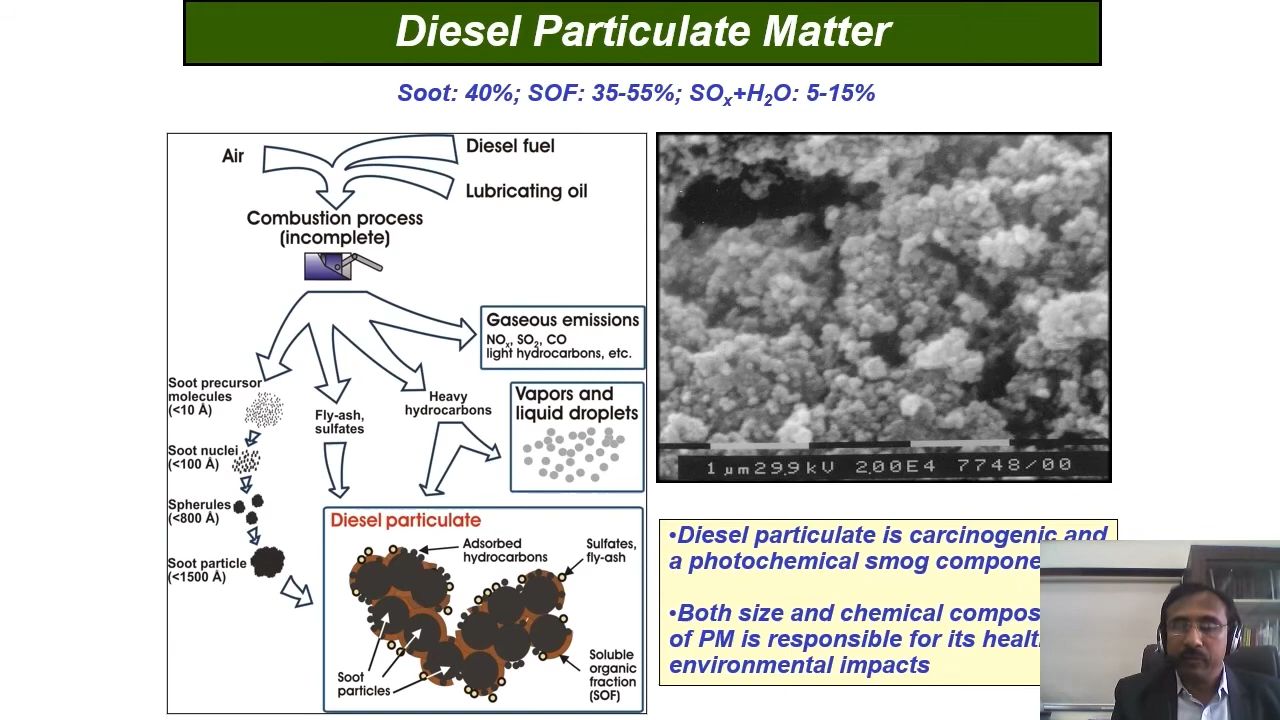 Diesel Particulate Matter
Soot: 40%; SOF: 35-55%; SOx+H2O: 5-15%
Air
Diesel fuel
Lubricating oil
Combustion process
(incomplete)
Gaseous emissions
NOx, SO2, CO
light hydrocarbons, etc.
Soot precursor
molecules
(<10 Å)
Fly-ash,
sulfates
Heavy
hydrocarbons
Vapors and
liquid droplets
Soot nuclei
(<100 Å)
Spherules
(<800 Å)
Soot particle
(<1500 Å)
Diesel particulate
Adsorbed
hydrocarbons
Sulfates,
fly-ash
Soot
particles
Soluble
organic
fraction
(SOF)
1 µm 29.9 kV 2.00E4 7748/00
•Diesel particulate is carcinogenic and
a photochemical smog compone
•Both size and chemical compos
of PM is responsible for its healt
environmental impacts